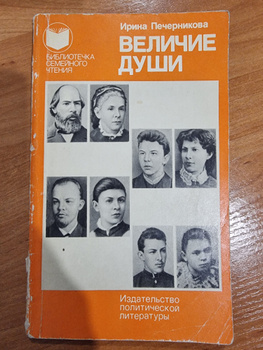 Ирина Печерникова
ВЕЛИЧИЕ
ДУШИ
БИБЛИОТЕЧКА
СЕМЕЙНОГО
ЧТЕНИЯ
Издательство
политической
литературы